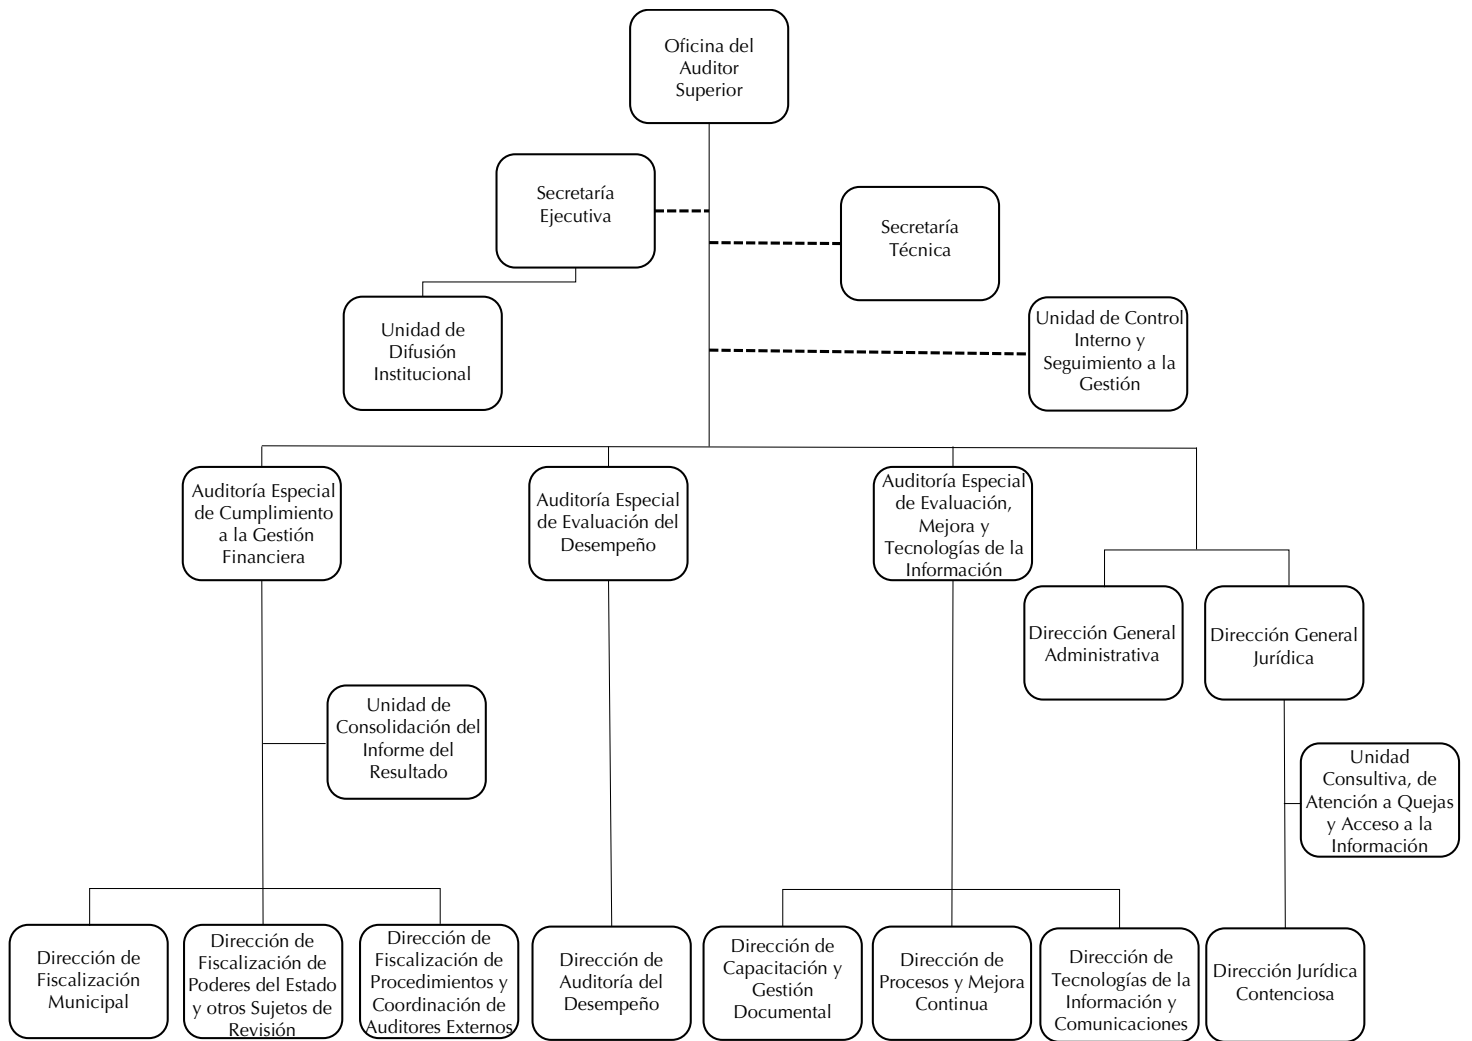 Oficina del
Auditor
Superior
Secretaría
Ejecutiva
Secretaría
Técnica
Unidad de
Difusión
Institucional
Unidad de Control
Interno y
Seguimiento a la
Gestión
Auditoría Especial
de Cumplimiento
a la Gestión
Financiera
Auditoría Especial
de Evaluación del
Desempeño
Auditoría Especial
de Evaluación,
Mejora y
Tecnologías de la
Información
Dirección General
Administrativa
Dirección General
Jurídica
Unidad de
Consolidación del
Informe del
Resultado
Unidad
Consultiva, de
Atención a Quejas
y Acceso a la
Información
Dirección de
Fiscalización
Municipal
Dirección de
Fiscalización de
Poderes del Estado
y otros Sujetos de
Revisión
Dirección de
Fiscalización de
Procedimientos y
Coordinación de
Auditores Externos
Dirección de
Auditoría del
Desempeño
Dirección de
Capacitación y
Gestión
Documental
Dirección de
Procesos y Mejora
Continua
Dirección de
Tecnologías de la
Información y
Comunicaciones
Dirección Jurídica
Contenciosa